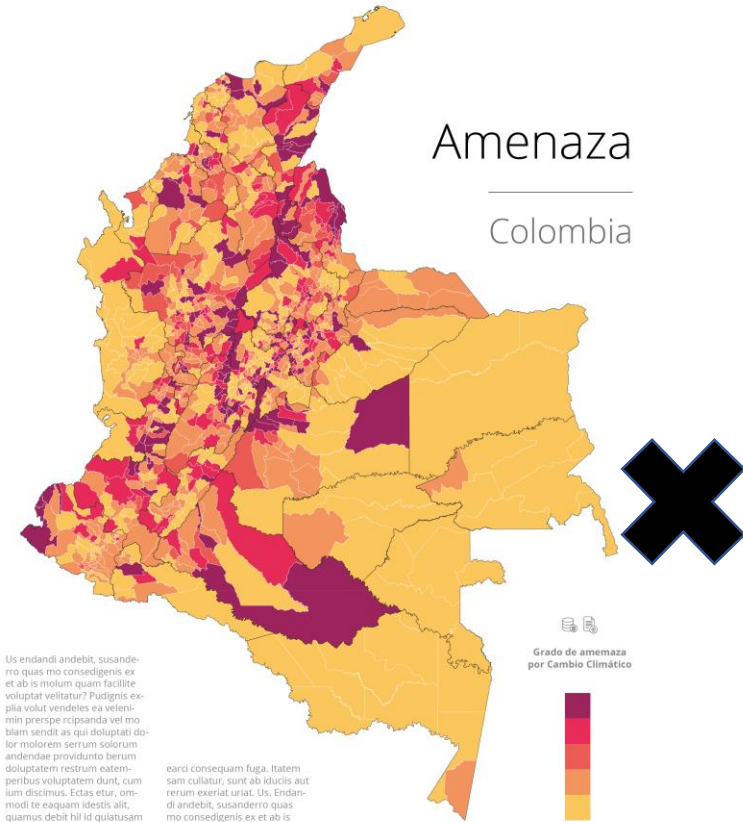 Amenaza
Colombia
Grado de amemaza
por Cambio Climático
Us endandi andebit, susande-
rro quas mo consedigenis ex
et ab is molum quam facillite
voluptat velitatur? Pudignis ex-
plia volut vendeles ea veleni-
min prerspe rcipsanda vel mo
blam sendit as qui doluptati do-
lor molorem serrum solorum
andendae providunto berum
doluptatem restrum eatem-
peribus voluptatem dunt, cum
ium discimus. Ectas etur, om-
modi te eaquam idestis alit,
quamus debit hil id quiatusam
earci consequam fuga. Itatem
sam cullatur, sunt ab iduciis aut
rerum exeriat uriat. Us. Endan-
di andebit, susanderro quas
mo consedigenis ex et ab is